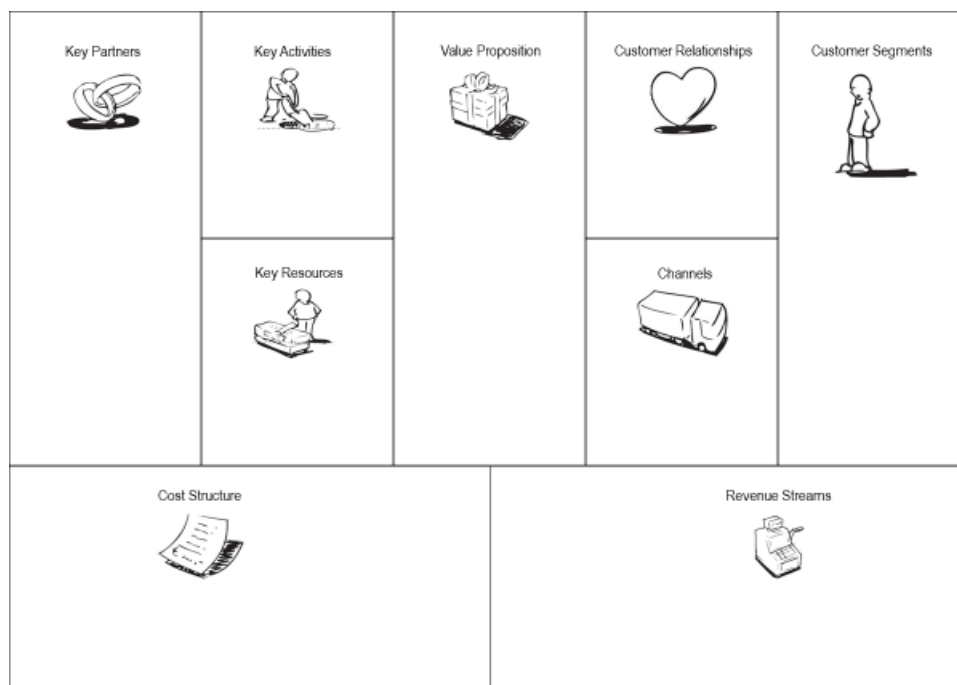 Key Partners
Key Activities
Value Proposition
Customer Relationships
Customer Segments
Key Resources
Channels
Cost Structure
Revenue Streams